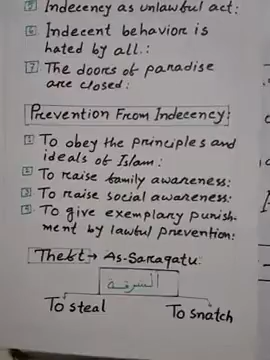 5 Indecency as unlawful act:
6 Indecent behavior is
hated by all.:
7 The doors of paradise
are closed:
Prevention From Indecency:
1 To obey the principles and
ideals of Islam:
2 To raise family awareness:
3 To raise social awareness:
4 To give exemplary punish-
ment by lawful prevention:
Theft → As-Saraqatu:
السرقة
To steal To snatch